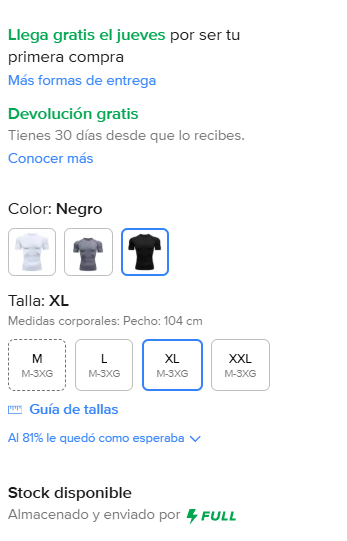 Llega gratis el jueves por ser tu
primera compra
Más formas de entrega
Devolución gratis
Tienes 30 días desde que lo recibes.
Conocer más
Color: Negro
Talla: XL
Medidas corporales: Pecho: 104 cm
M L XL XXL
M-3XG M-3XG M-3XG M-3XG
Guía de tallas
Al 81% le quedó como esperaba
Stock disponible
Almacenado y enviado por FULL